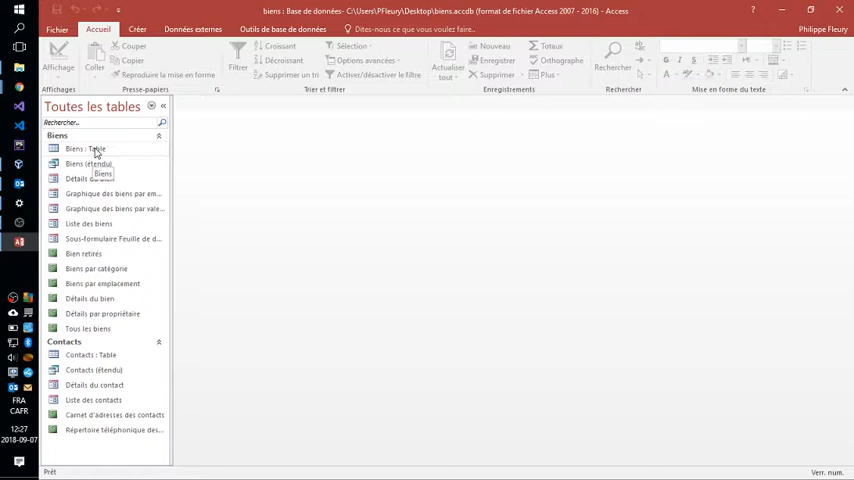 biens : Base de données- C:\Users\PFleury\Desktop\biens.accdb (format de fichier Access 2007 - 2016) - Access
Philippe Fleury
Fichier
Accueil
Créer
Données externes
Outils de base de données
Dites-nous ce que vous voulez faire..
Affichage
Coller
Couper
Copier
Reproduire la mise en forme
Filtrer
Croissant
Décroissant
Supprimer un tri
Sélection
Options avancées
Activer/désactiver le filtre
Actualiser tout
Nouveau
Enregistrer
Supprimer
Totaux
Orthographe
Plus
Rechercher
G I S
A
Affichages
Presse-papiers
Trier et filtrer
Enregistrements
Rechercher
Mise en forme du texte
Toutes les tables
Rechercher...
Biens
Biens : Table
Biens (étendu)
Biens
Détails du bien
Graphique des biens par em...
Graphique des biens par vale...
Liste des biens
Sous-formulaire Feuille de d...
Bien retirés
Biens par catégorie
Biens par emplacement
Détails du bien
Détails par propriétaire
Tous les biens
Contacts
Contacts : Table
Contacts (étendu)
Détails du contact
Liste des contacts
Carnet d'adresses des contacts
Répertoire téléphonique des...
FRA
CAFR
12:27
2018-09-07
Prêt
Verr. num.